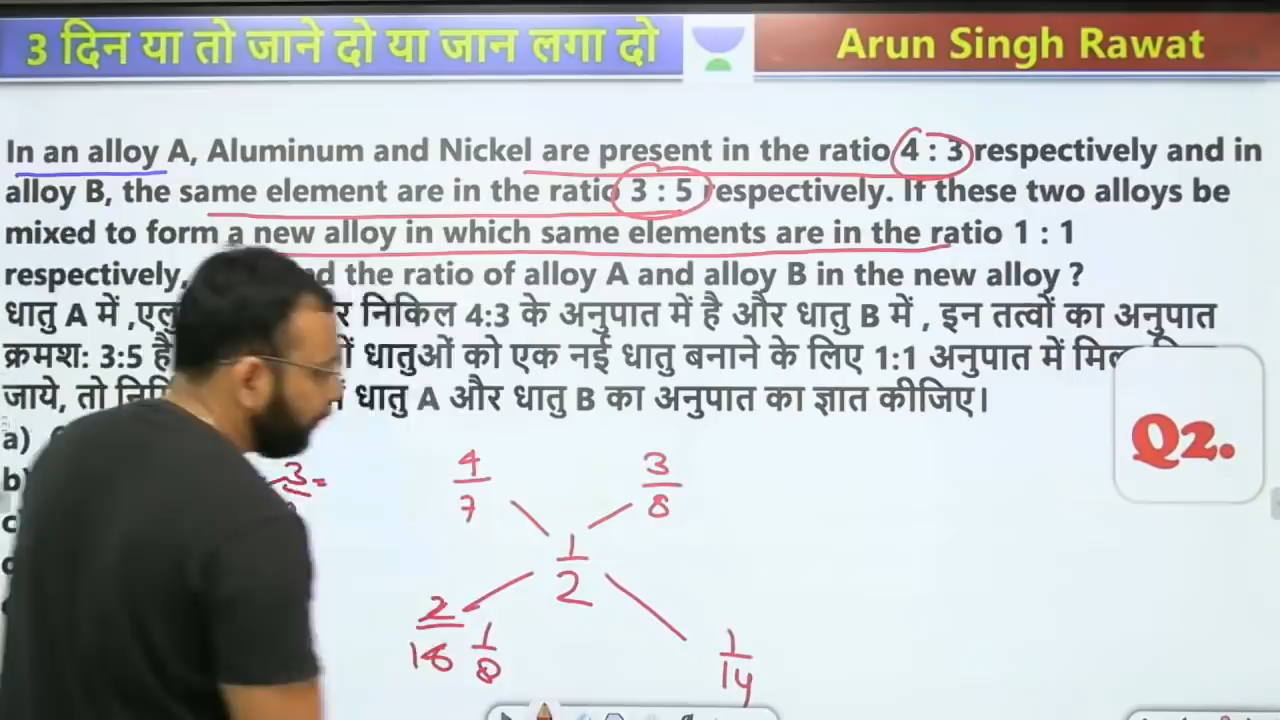 3 दिन या तो जाने दो या जान लगा दो
Arun Singh Rawat
In an alloy A, Aluminum and Nickel are present in the ratio 4 : 3 respectively and in
alloy B, the same element are in the ratio 3 : 5 respectively. If these two alloys be
mixed to form a new alloy in which same elements are in the ratio 1 : 1
respectively, nd the ratio of alloy A and alloy B in the new alloy ?
धातु A में ,एलु र निकिल 4:3 के अनुपात में है और धातु B में , इन तत्वों का अनुपात
क्रमश: 3:5 है धातुओं को एक नई धातु बनाने के लिए 1:1 अनुपात में
जाये, तो धातु A और धातु B का अनुपात का ज्ञात कीजिए।
Q2.
a)
b)
3
4/7 3/8
1/2
2/16 1/8 1/14